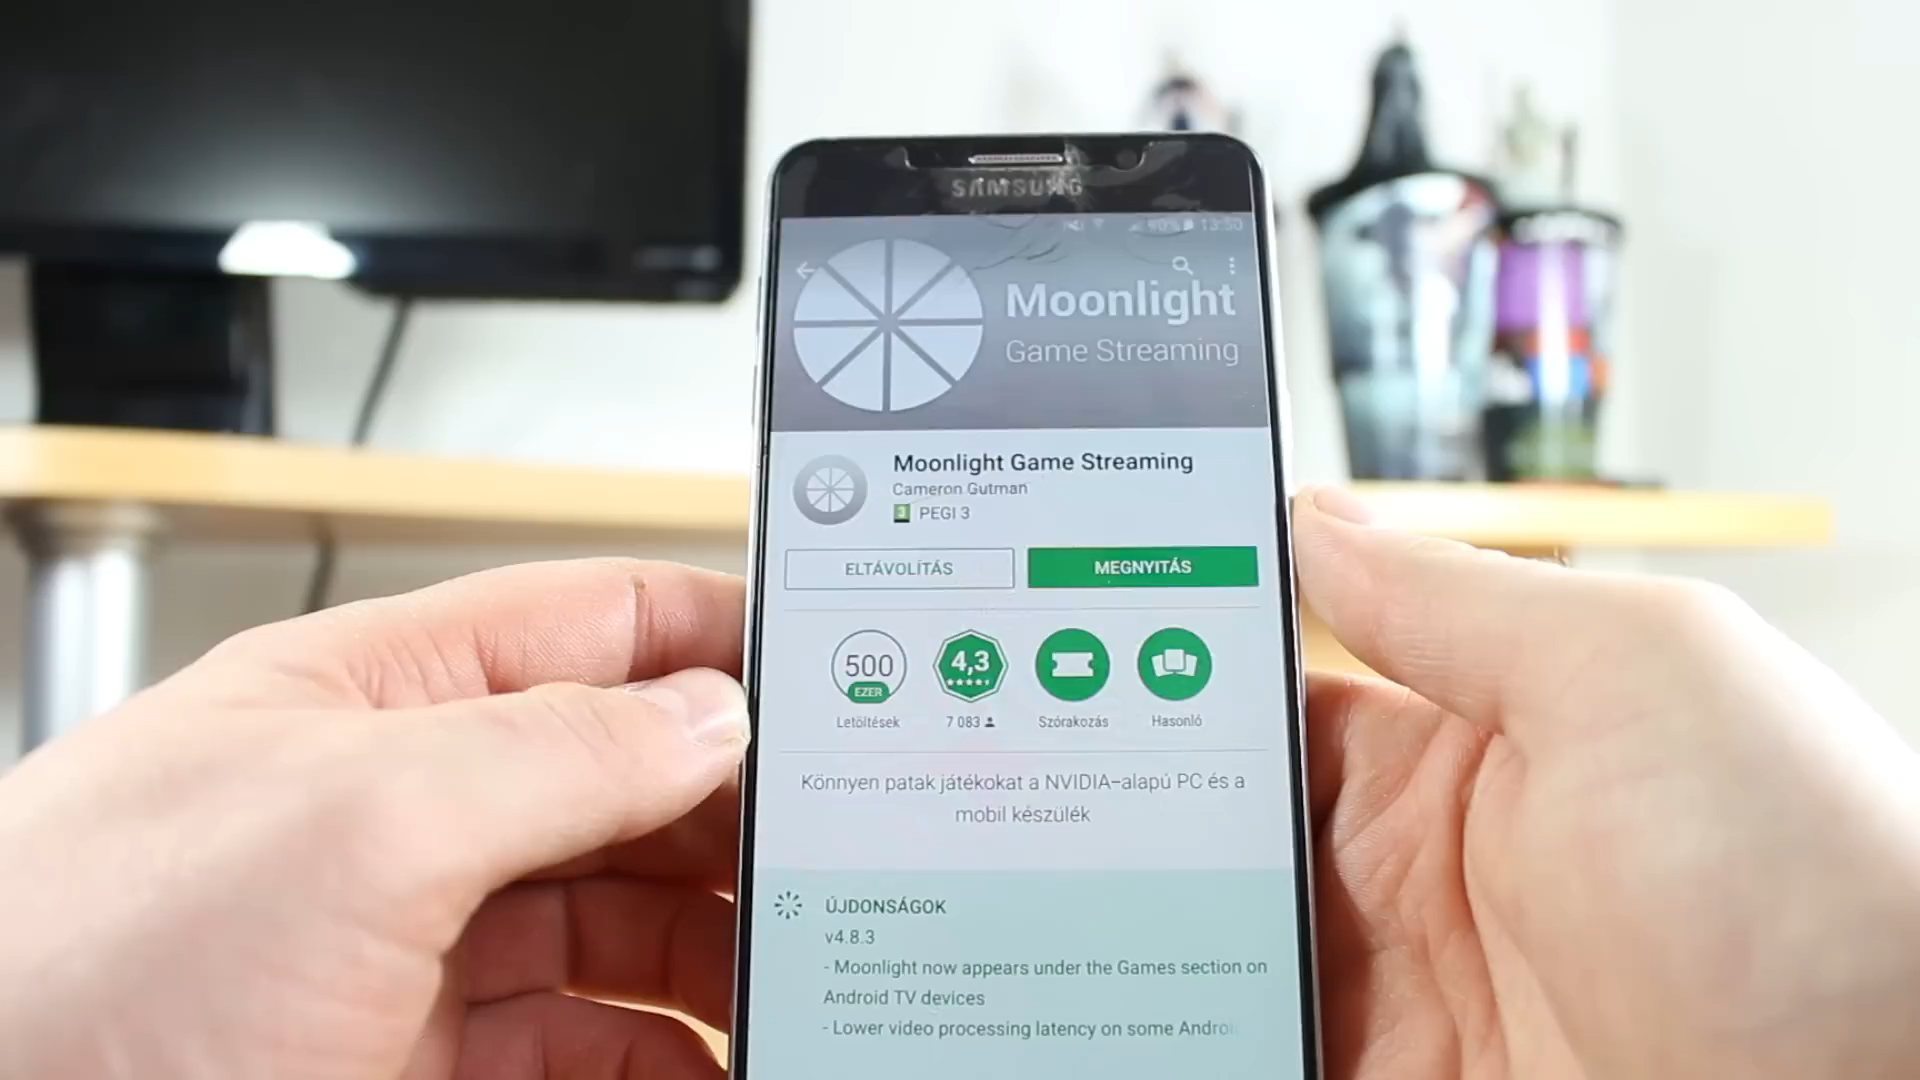 SAMSUNG
90% 13:50
Moonlight
Game Streaming
Moonlight Game Streaming
Cameron Gutman
3 PEGI 3
ELTÁVOLÍTÁS
MEGNYITÁS
500
EZER
Letöltések
4,3
7 083
Szórakozás
Hasonló
Könnyen patak játékokat a NVIDIA-alapú PC és a
mobil készülék
ÚJDONSÁGOK
v4.8.3
- Moonlight now appears under the Games section on
Android TV devices
- Lower video processing latency on some Androi